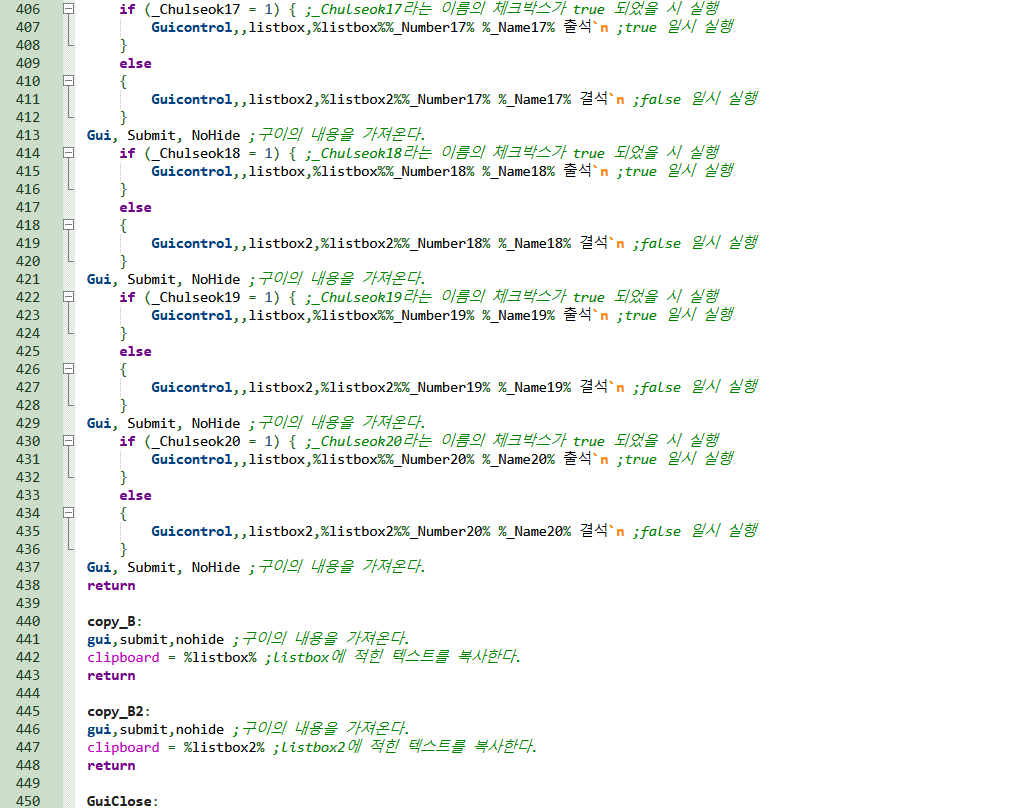 406 if (_Chulseok17 = 1) { ;_Chulseok17라는 이름의 체크박스가 true 되었을 시 실행
407 Guicontrol,,listbox,%listbox%%_Number17% %_Name17% 출석`n ;true 일시 실행
408 }
409 else
410 {
411 Guicontrol,,listbox2,%listbox2%%_Number17% %_Name17% 결석`n ;false 일시 실행
412 }
413 Gui, Submit, NoHide ;구이의 내용을 가져온다.
414 if (_Chulseok18 = 1) { ;_Chulseok18라는 이름의 체크박스가 true 되었을 시 실행
415 Guicontrol,,listbox,%listbox%%_Number18% %_Name18% 출석`n ;true 일시 실행
416 }
417 else
418 {
419 Guicontrol,,listbox2,%listbox2%%_Number18% %_Name18% 결석`n ;false 일시 실행
420 }
421 Gui, Submit, NoHide ;구이의 내용을 가져온다.
422 if (_Chulseok19 = 1) { ;_Chulseok19라는 이름의 체크박스가 true 되었을 시 실행
423 Guicontrol,,listbox,%listbox%%_Number19% %_Name19% 출석`n ;true 일시 실행
424 }
425 else
426 {
427 Guicontrol,,listbox2,%listbox2%%_Number19% %_Name19% 결석`n ;false 일시 실행
428 }
429 Gui, Submit, NoHide ;구이의 내용을 가져온다.
430 if (_Chulseok20 = 1) { ;_Chulseok20라는 이름의 체크박스가 true 되었을 시 실행
431 Guicontrol,,listbox,%listbox%%_Number20% %_Name20% 출석`n ;true 일시 실행
432 }
433 else
434 {
435 Guicontrol,,listbox2,%listbox2%%_Number20% %_Name20% 결석`n ;false 일시 실행
436 }
437 Gui, Submit, NoHide ;구이의 내용을 가져온다.
438 return
439
440 copy_B:
441 gui,submit,nohide ;구이의 내용을 가져온다.
442 clipboard = %listbox% ;listbox에 적힌 텍스트를 복사한다.
443 return
444
445 copy_B2:
446 gui,submit,nohide ;구이의 내용을 가져온다.
447 clipboard = %listbox2% ;listbox2에 적힌 텍스트를 복사한다.
448 return
449
450 GuiClose: